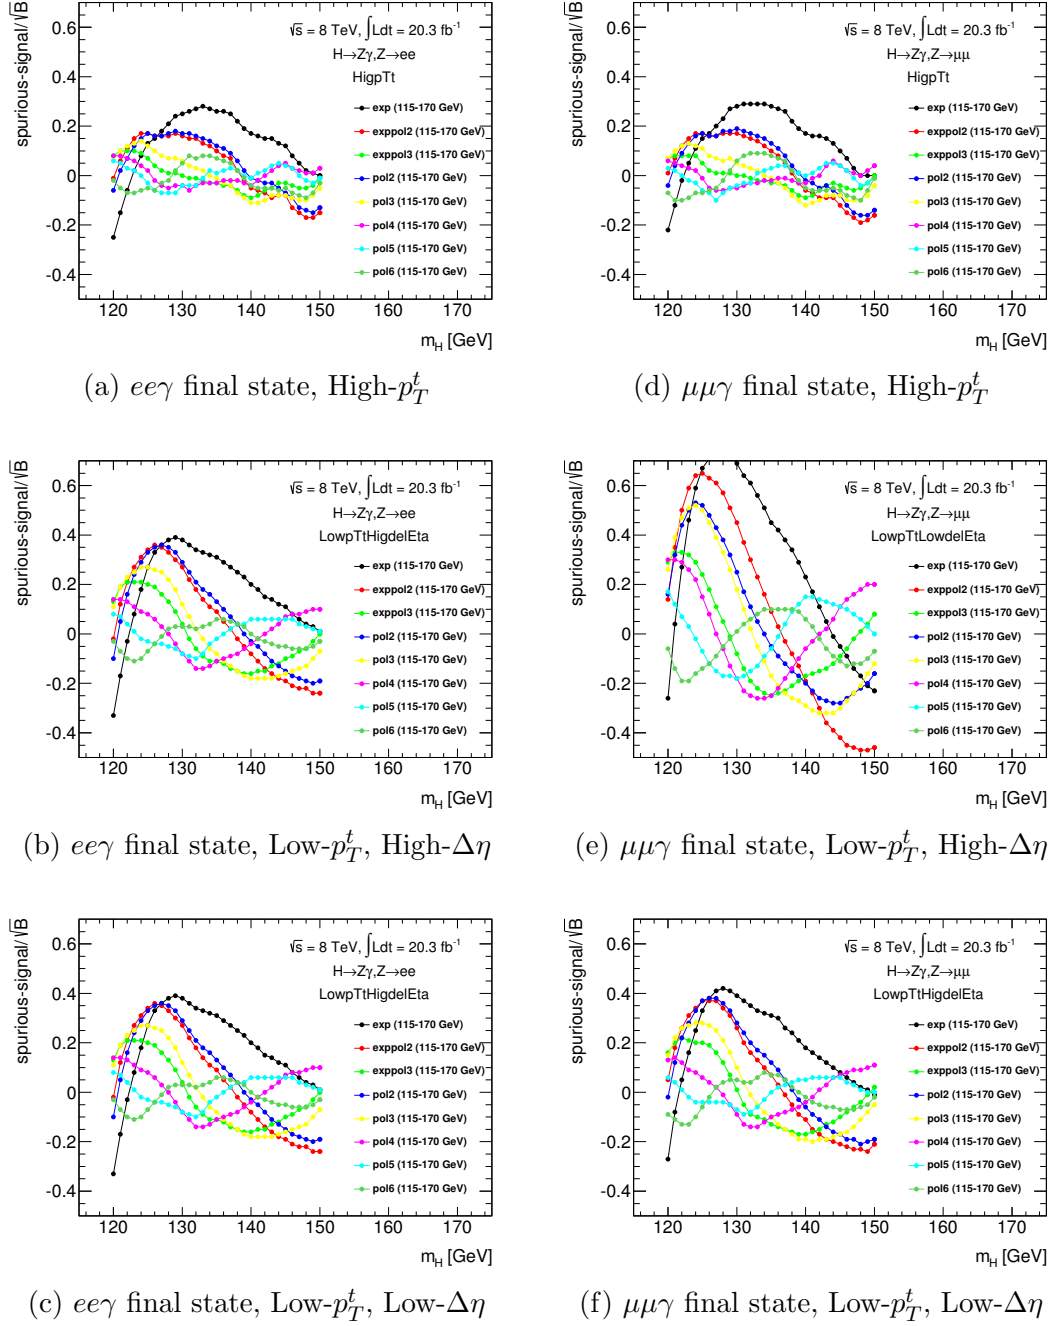 spurious-signal/√B
√s = 8 TeV, ∫Ldt = 20.3 fb⁻¹
H→Zγ,Z→ee
HigpTt
exp (115-170 GeV)
exppol2 (115-170 GeV)
exppol3 (115-170 GeV)
pol2 (115-170 GeV)
pol3 (115-170 GeV)
pol4 (115-170 GeV)
pol5 (115-170 GeV)
pol6 (115-170 GeV)
0.6
0.4
0.2
0
-0.2
-0.4
120 130 140 150 160 170
m_H [GeV]
(a) eeγ final state, High-p_T^t
spurious-signal/√B
√s = 8 TeV, ∫Ldt = 20.3 fb⁻¹
H→Zγ,Z→μμ
HigpTt
exp (115-170 GeV)
exppol2 (115-170 GeV)
exppol3 (115-170 GeV)
pol2 (115-170 GeV)
pol3 (115-170 GeV)
pol4 (115-170 GeV)
pol5 (115-170 GeV)
pol6 (115-170 GeV)
0.6
0.4
0.2
0
-0.2
-0.4
120 130 140 150 160 170
m_H [GeV]
(d) μμγ final state, High-p_T^t
spurious-signal/√B
√s = 8 TeV, ∫Ldt = 20.3 fb⁻¹
H→Zγ,Z→ee
LowpTtHigdelEta
exp (115-170 GeV)
exppol2 (115-170 GeV)
exppol3 (115-170 GeV)
pol2 (115-170 GeV)
pol3 (115-170 GeV)
pol4 (115-170 GeV)
pol5 (115-170 GeV)
pol6 (115-170 GeV)
0.6
0.4
0.2
0
-0.2
-0.4
120 130 140 150 160 170
m_H [GeV]
(b) eeγ final state, Low-p_T^t, High-Δη
spurious-signal/√B
√s = 8 TeV, ∫Ldt = 20.3 fb⁻¹
H→Zγ,Z→μμ
LowpTtLowdelEta
exp (115-170 GeV)
exppol2 (115-170 GeV)
exppol3 (115-170 GeV)
pol2 (115-170 GeV)
pol3 (115-170 GeV)
pol4 (115-170 GeV)
pol5 (115-170 GeV)
pol6 (115-170 GeV)
0.6
0.4
0.2
0
-0.2
-0.4
120 130 140 150 160 170
m_H [GeV]
(e) μμγ final state, Low-p_T^t, High-Δη
spurious-signal/√B
√s = 8 TeV, ∫Ldt = 20.3 fb⁻¹
H→Zγ,Z→ee
LowpTtHigdelEta
exp (115-170 GeV)
exppol2 (115-170 GeV)
exppol3 (115-170 GeV)
pol2 (115-170 GeV)
pol3 (115-170 GeV)
pol4 (115-170 GeV)
pol5 (115-170 GeV)
pol6 (115-170 GeV)
0.6
0.4
0.2
0
-0.2
-0.4
120 130 140 150 160 170
m_H [GeV]
(c) eeγ final state, Low-p_T^t, Low-Δη
spurious-signal/√B
√s = 8 TeV, ∫Ldt = 20.3 fb⁻¹
H→Zγ,Z→μμ
LowpTtHigdelEta
exp (115-170 GeV)
exppol2 (115-170 GeV)
exppol3 (115-170 GeV)
pol2 (115-170 GeV)
pol3 (115-170 GeV)
pol4 (115-170 GeV)
pol5 (115-170 GeV)
pol6 (115-170 GeV)
0.6
0.4
0.2
0
-0.2
-0.4
120 130 140 150 160 170
m_H [GeV]
(f) μμγ final state, Low-p_T^t, Low-Δη